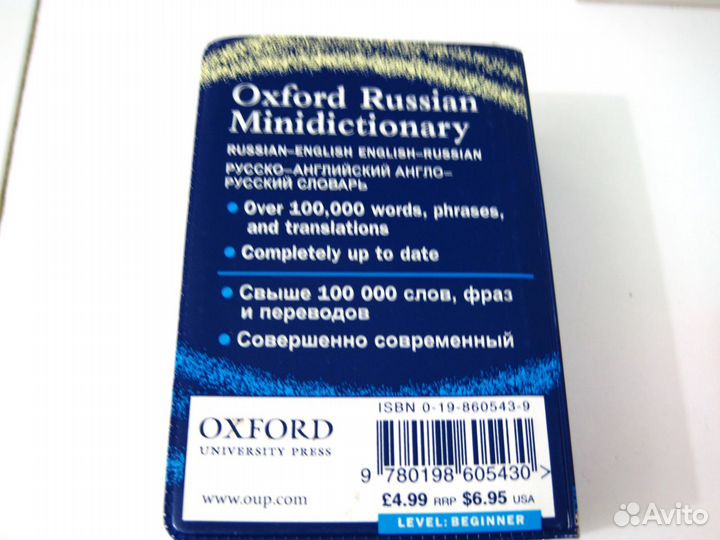 Oxford Russian
Minidictionary
RUSSIAN–ENGLISH ENGLISH–RUSSIAN
РУССКО–АНГЛИЙСКИЙ АНГЛО–
РУССКИЙ СЛОВАРЬ
• Over 100,000 words, phrases,
and translations
• Completely up to date
• Свыше 100 000 слов, фраз
и переводов
• Совершенно современный
OXFORD
UNIVERSITY PRESS
www.oup.com
ISBN 0-19-860543-9
9 780198 605430 >
£4.99 RRP $6.95 USA
LEVEL: BEGINNER
Avito